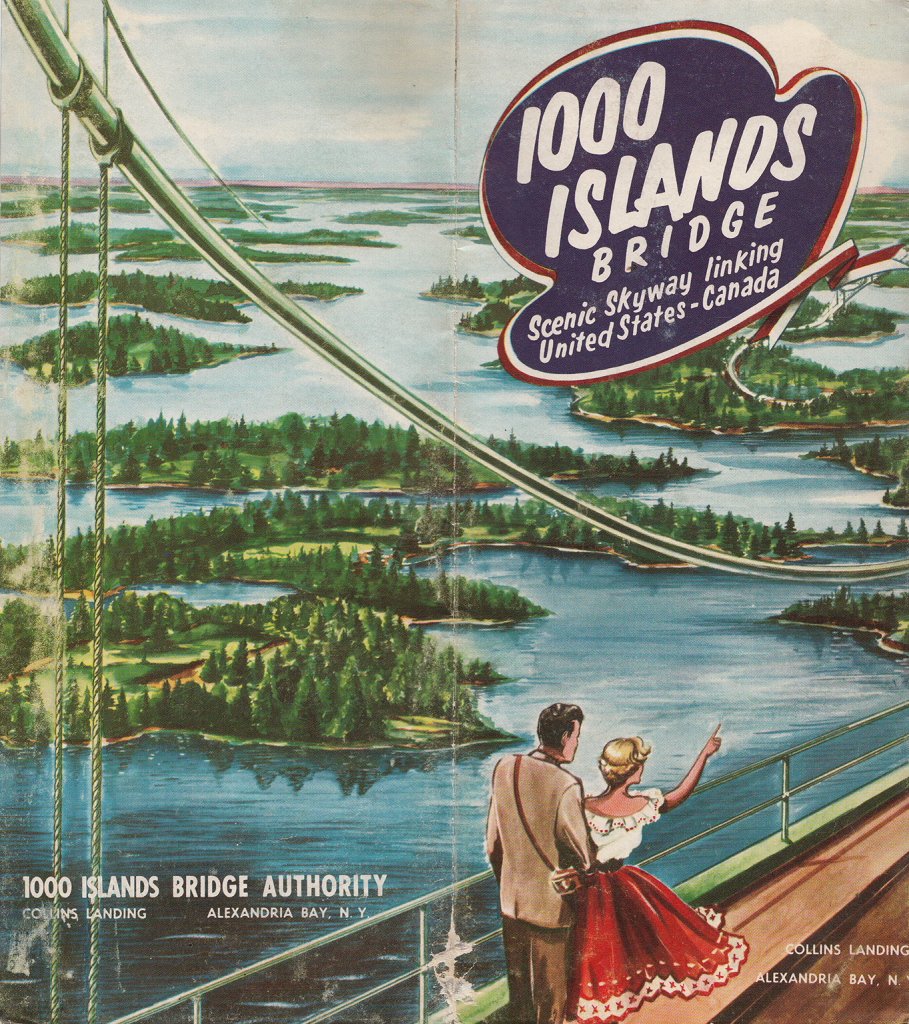 1000
ISLANDS
BRIDGE
Scenic Skyway linking
United States-Canada
1000 ISLANDS BRIDGE AUTHORITY
COLLINS LANDING ALEXANDRIA BAY, N. Y.
COLLINS LANDING
ALEXANDRIA BAY, N.